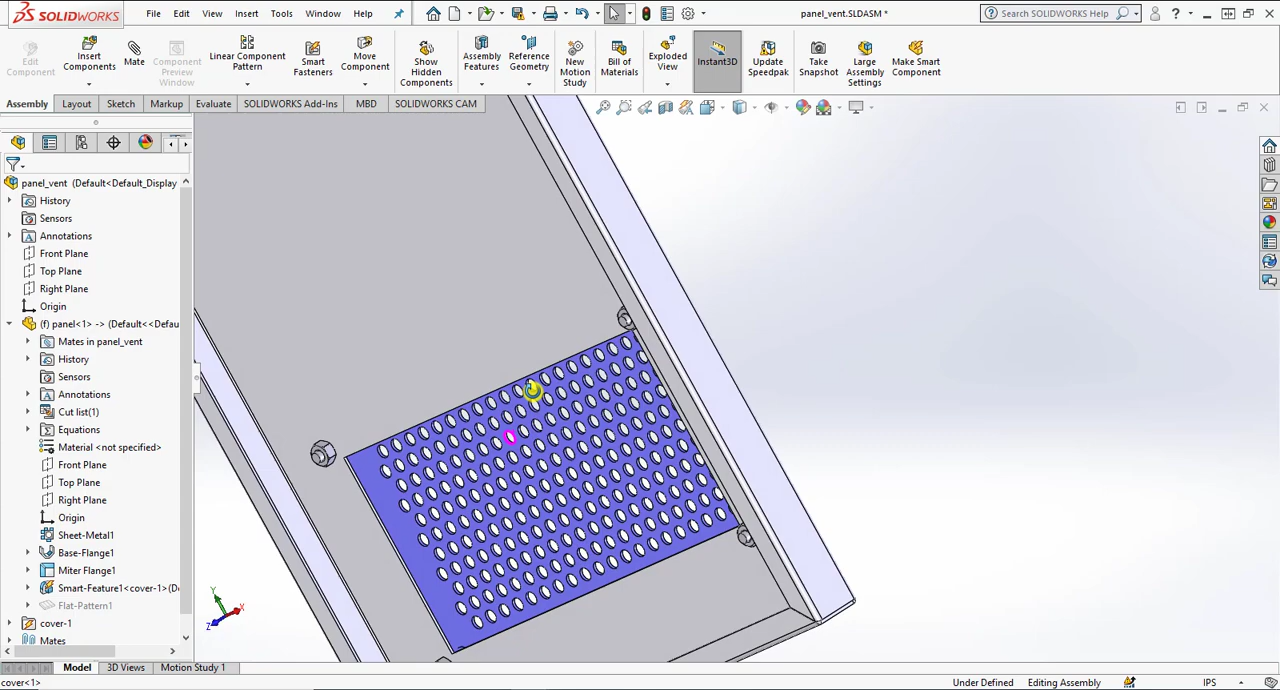 SOLIDWORKS File Edit View Insert Tools Window Help panel_vent.SLDASM * Search SOLIDWORKS Help
Edit Component
Insert Components
Mate
Component Preview Window
Linear Component Pattern
Smart Fasteners
Move Component
Show Hidden Components
Assembly Features
Reference Geometry
New Motion Study
Bill of Materials
Exploded View
Instant3D
Update Speedpak
Take Snapshot
Large Assembly Settings
Make Smart Component
Assembly Layout Sketch Markup Evaluate SOLIDWORKS Add-Ins MBD SOLIDWORKS CAM
panel_vent (Default<Default_Display
History
Sensors
Annotations
Front Plane
Top Plane
Right Plane
Origin
(f) panel<1> -> (Default<<Defau
Mates in panel_vent
History
Sensors
Annotations
Cut list(1)
Equations
Material <not specified>
Front Plane
Top Plane
Right Plane
Origin
Sheet-Metal1
Base-Flange1
Miter Flange1
Smart-Feature1<cover-1>(D
Flat-Pattern1
cover-1
Mates
Y
X
Z
Model 3D Views Motion Study 1
cover<1> Under Defined Editing Assembly IPS